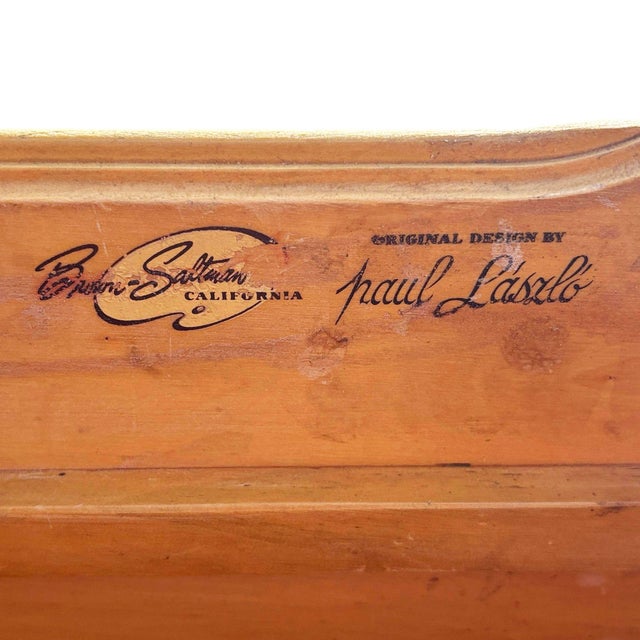 Brown-Saltman
CALIFORNIA
ORIGINAL DESIGN BY
paul László